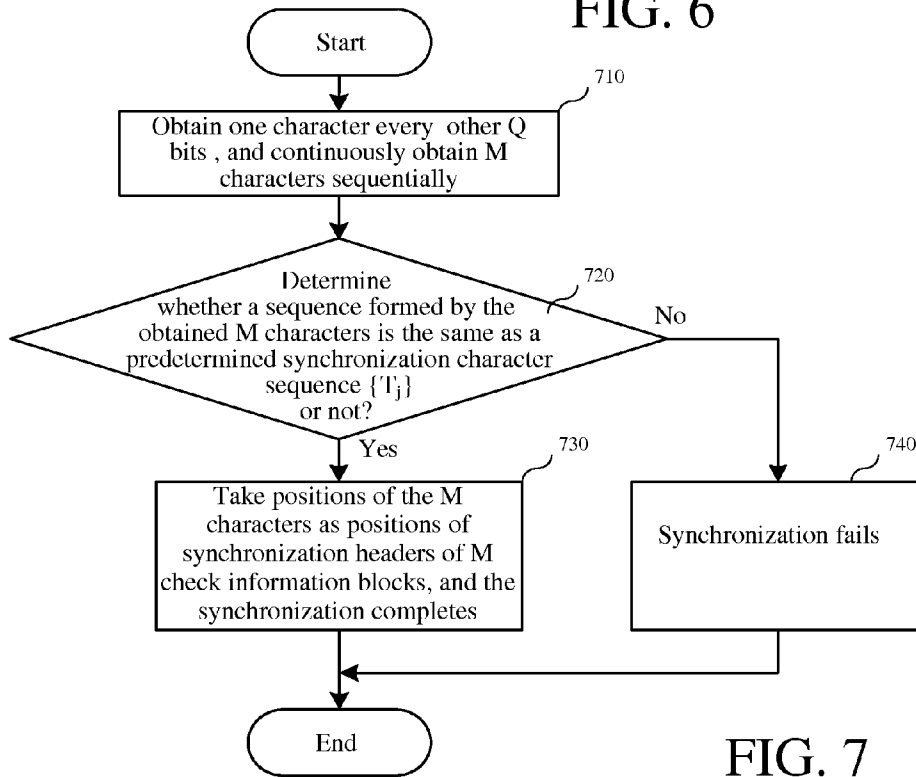 FIG. 6
Start
710
Obtain one character every other Q
bits , and continuously obtain M
characters sequentially
720
Determine
whether a sequence formed by the
obtained M characters is the same as a
predetermined synchronization character
sequence {Tj}
or not?
No
Yes
730
Take positions of the M
characters as positions of
synchronization headers of M
check information blocks, and the
synchronization completes
740
Synchronization fails
End
FIG. 7